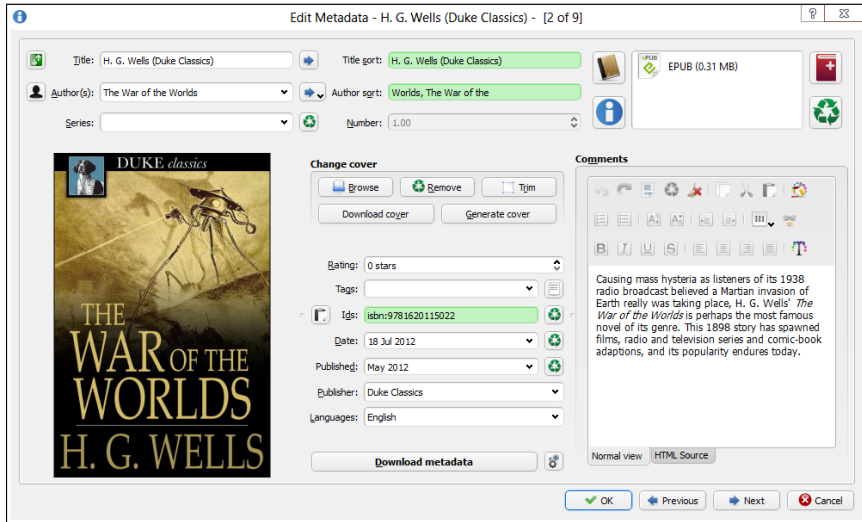 Edit Metadata - H. G. Wells (Duke Classics) - [2 of 9]
Title: H. G. Wells (Duke Classics)
Title sort: H. G. Wells (Duke Classics)
EPUB
EPUB (0.31 MB)
Author(s): The War of the Worlds
Author sort: Worlds, The War of the
Series:
Number: 1.00
DUKE classics
THE
WAR OF THE
WORLDS
H. G. WELLS
Change cover
Browse
Remove
Trim
Download cover
Generate cover
Rating: 0 stars
Tags:
Ids: isbn:9781620115022
Date: 18 Jul 2012
Published: May 2012
Publisher: Duke Classics
Languages: English
Download metadata
Comments
H1
B I U S
Causing mass hysteria as listeners of its 1938
radio broadcast believed a Martian invasion of
Earth really was taking place, H. G. Wells' The
War of the Worlds is perhaps the most famous
novel of its genre. This 1898 story has spawned
films, radio and television series and comic-book
adaptions, and its popularity endures today.
Normal view
HTML Source
OK
Previous
Next
Cancel